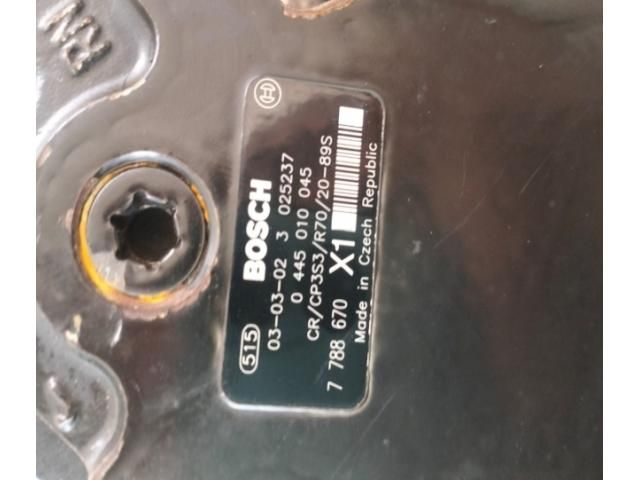 RN
515 BOSCH
03-03-02 3 025237
0 445 010 045
CR/CP3S3/R70/20-89S
7 788 670 X1
Made in Czech Republic